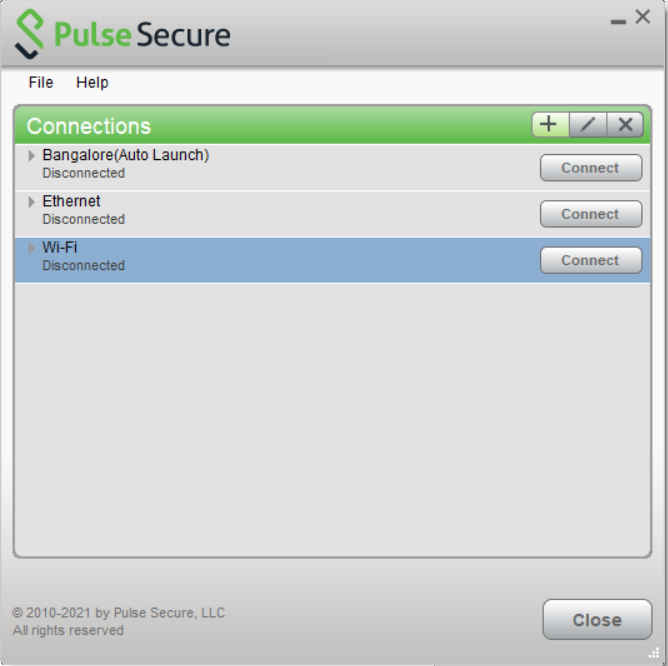 Pulse Secure
File Help
Connections
Bangalore(Auto Launch)
Disconnected
Connect
Ethernet
Disconnected
Connect
Wi-Fi
Disconnected
Connect
© 2010-2021 by Pulse Secure, LLC
All rights reserved
Close